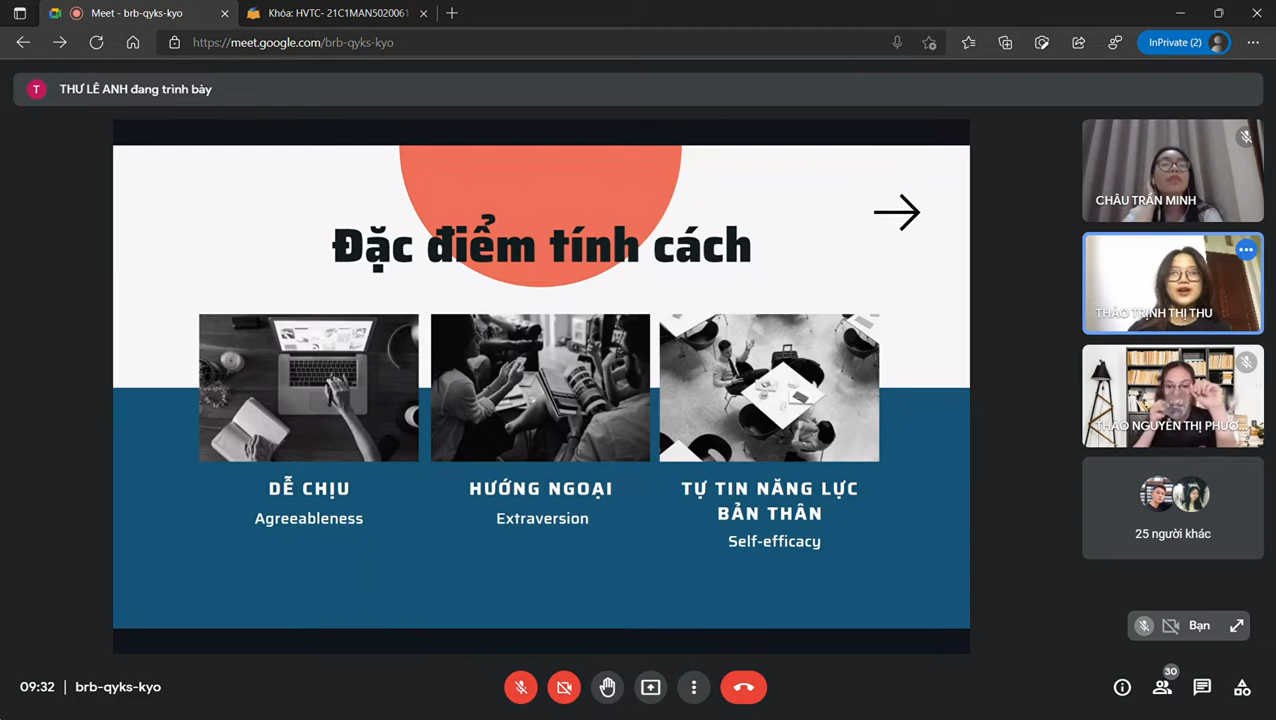 Meet - brb-qyks-kyo
Khóa: HVTC- 21C1MAN5020061
https://meet.google.com/brb-qyks-kyo
InPrivate (2)
T
THƯ LÊ ANH đang trình bày
Đặc điểm tính cách
DỄ CHỊU
Agreeableness
HƯỚNG NGOẠI
Extraversion
TỰ TIN NĂNG LỰC
BẢN THÂN
Self-efficacy
CHÂU TRẦN MINH
THẢO TRỊNH THỊ THU
THẢO NGUYỄN THỊ PHƯƠ...
25 người khác
Bạn
09:32 | brb-qyks-kyo
30